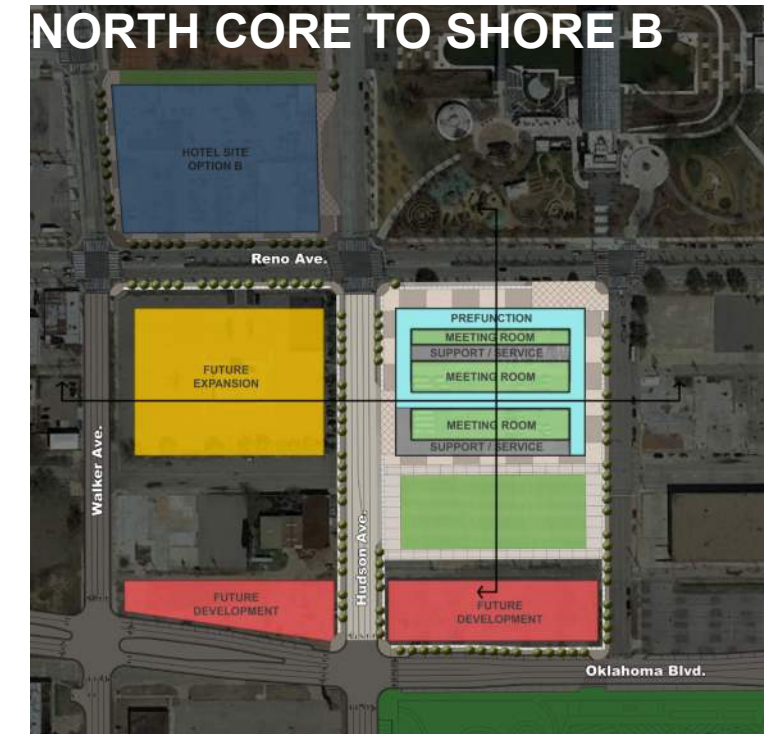 NORTH CORE TO SHORE B
HOTEL SITE
OPTION B
Reno Ave.
PREFUNCTION
MEETING ROOM
SUPPORT / SERVICE
MEETING ROOM
FUTURE
EXPANSION
MEETING ROOM
SUPPORT / SERVICE
Walker Ave.
Hudson Ave.
FUTURE
DEVELOPMENT
FUTURE
DEVELOPMENT
Oklahoma Blvd.